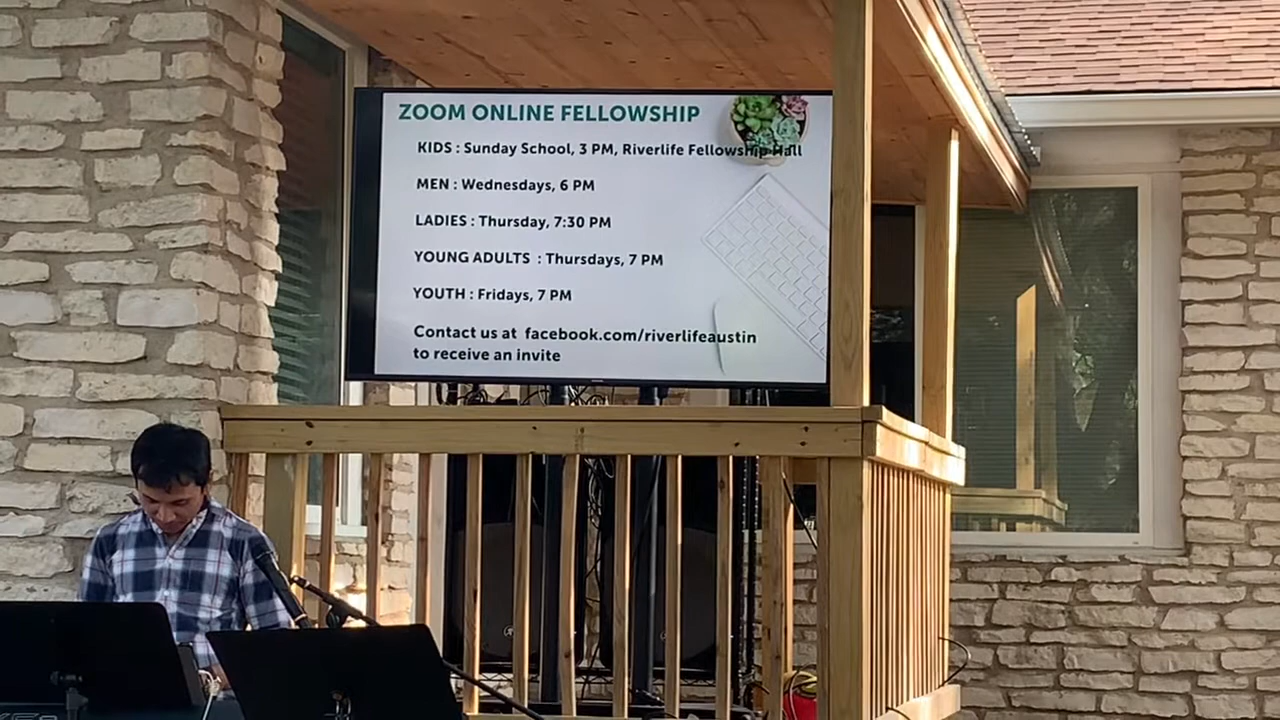 ZOOM ONLINE FELLOWSHIP
KIDS : Sunday School, 3 PM, Riverlife Fellowship Hall
MEN : Wednesdays, 6 PM
LADIES : Thursday, 7:30 PM
YOUNG ADULTS : Thursdays, 7 PM
YOUTH : Fridays, 7 PM
Contact us at facebook.com/riverlifeaustin
to receive an invite